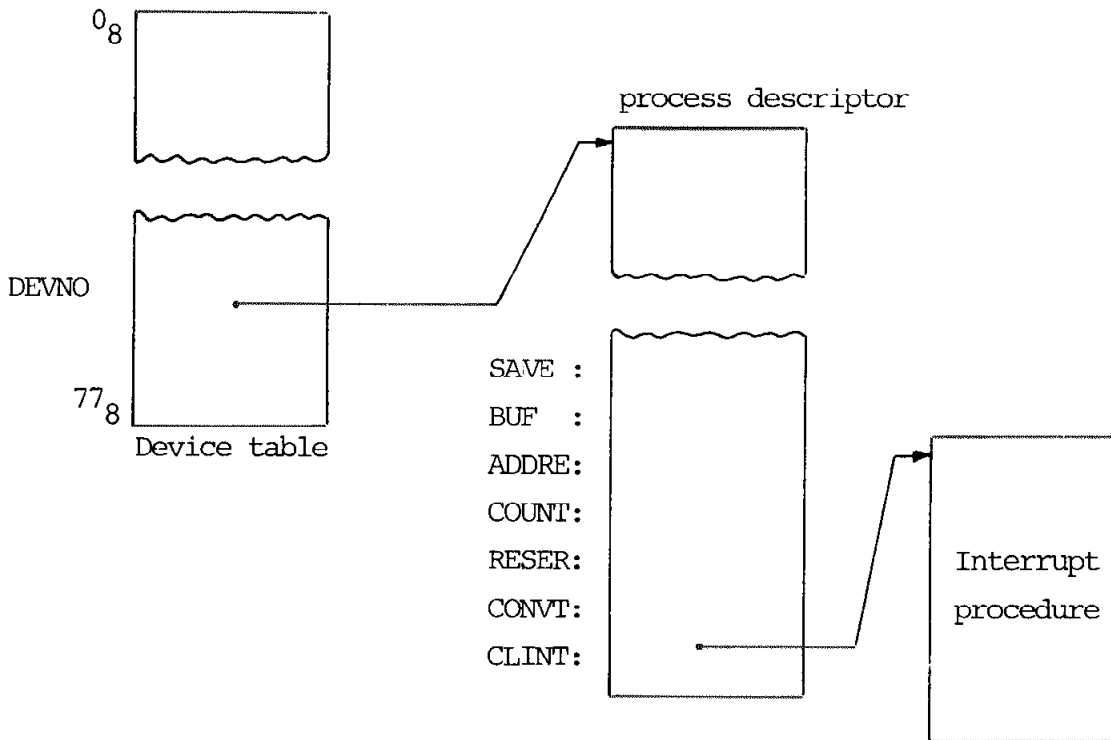 0₈
process descriptor
DEVNO
77₈
Device table
SAVE :
BUF :
ADDRE:
COUNT:
RESER:
CONVT:
CLINT:
Interrupt
procedure